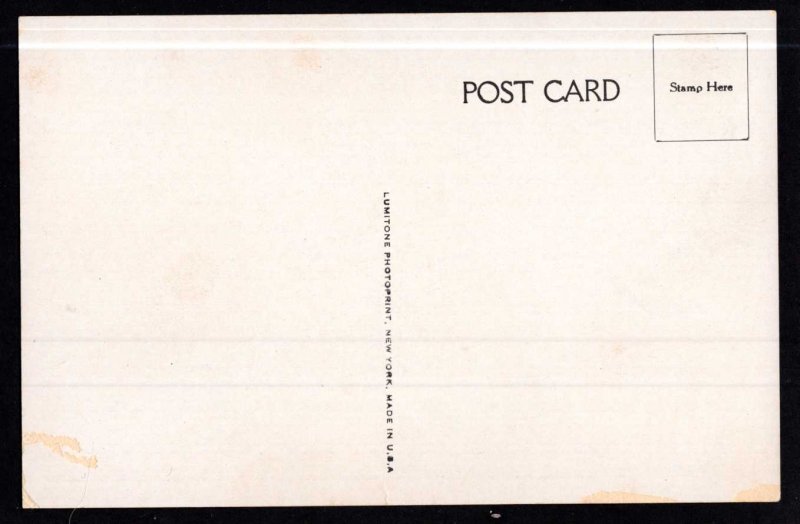 POST CARD
Stamp Here
LUMITONE PHOTOPRINT, NEW YORK. MADE IN U.S.A